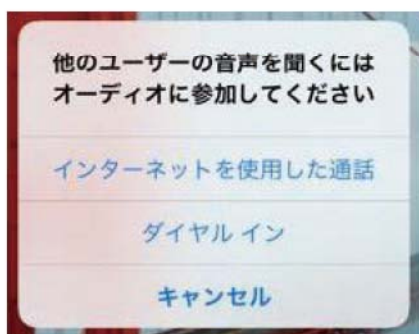 他のユーザーの音声を聞くには
オーディオに参加してください
インターネットを使用した通話
ダイヤル イン
キャンセル